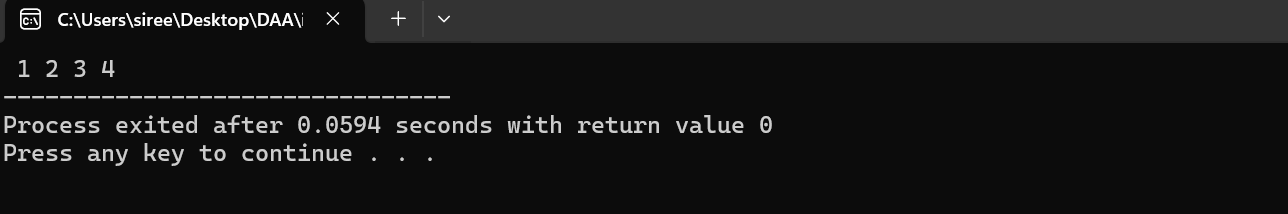 C:\Users\siree\Desktop\DAA\i
1 2 3 4
--------------------------------
Process exited after 0.0594 seconds with return value 0
Press any key to continue . . .